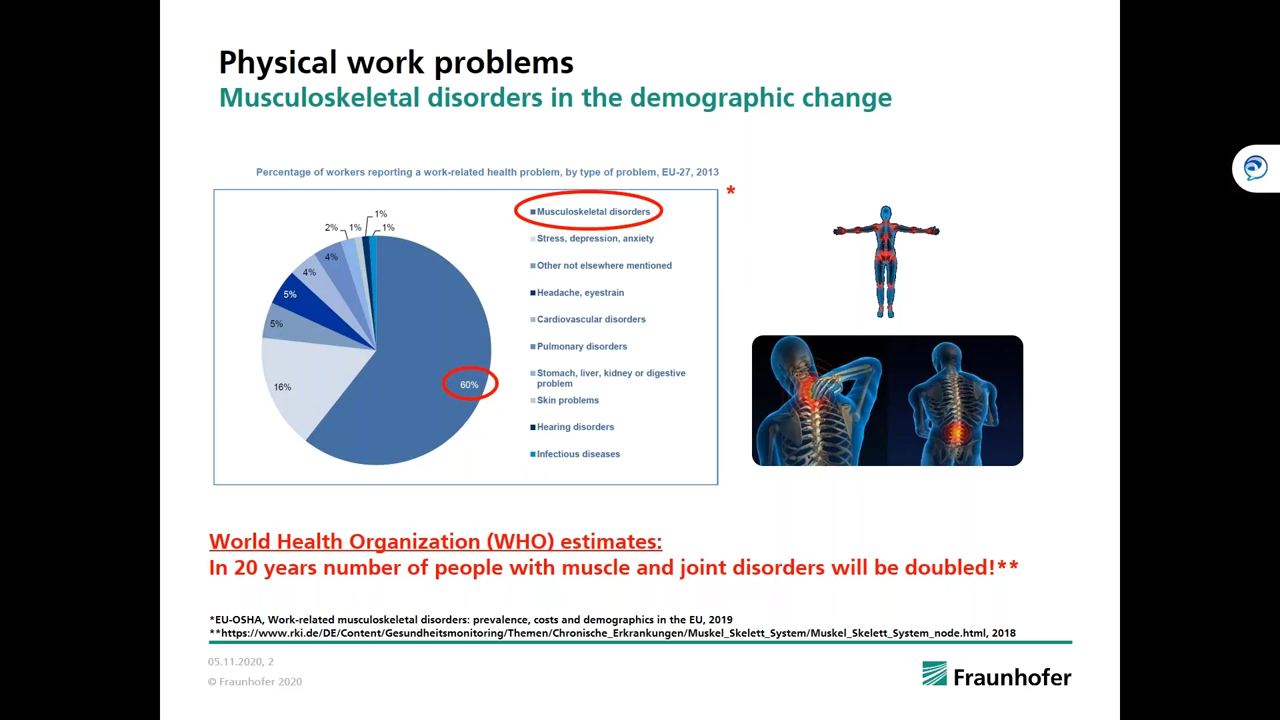 Physical work problems
Musculoskeletal disorders in the demographic change
Percentage of workers reporting a work-related health problem, by type of problem, EU-27, 2013
*
1%
2%
1%
1%
4%
4%
5%
5%
16%
60%
Musculoskeletal disorders
Stress, depression, anxiety
Other not elsewhere mentioned
Headache, eyestrain
Cardiovascular disorders
Pulmonary disorders
Stomach, liver, kidney or digestive
problem
Skin problems
Hearing disorders
Infectious diseases
World Health Organization (WHO) estimates:
In 20 years number of people with muscle and joint disorders will be doubled!**
*EU-OSHA, Work-related musculoskeletal disorders: prevalence, costs and demographics in the EU, 2019
**https://www.rki.de/DE/Content/Gesundheitsmonitoring/Themen/Chronische_Erkrankungen/Muskel_Skelett_System/Muskel_Skelett_System_node.html, 2018
05.11.2020, 2
© Fraunhofer 2020
Fraunhofer